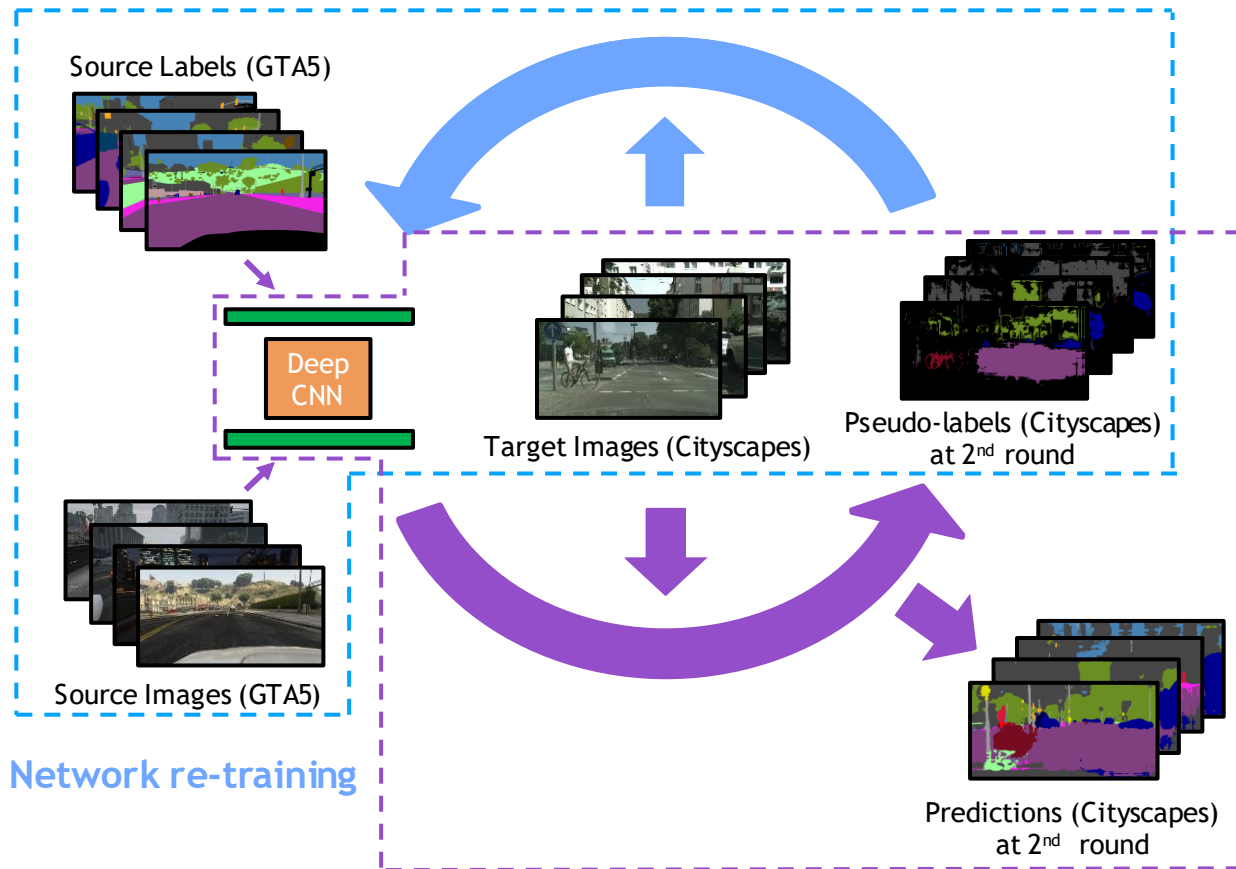 Source Labels (GTA5)
Deep
CNN
Target Images (Cityscapes)
Pseudo-labels (Cityscapes)
at 2nd round
Source Images (GTA5)
Network re-training
Predictions (Cityscapes)
at 2nd round